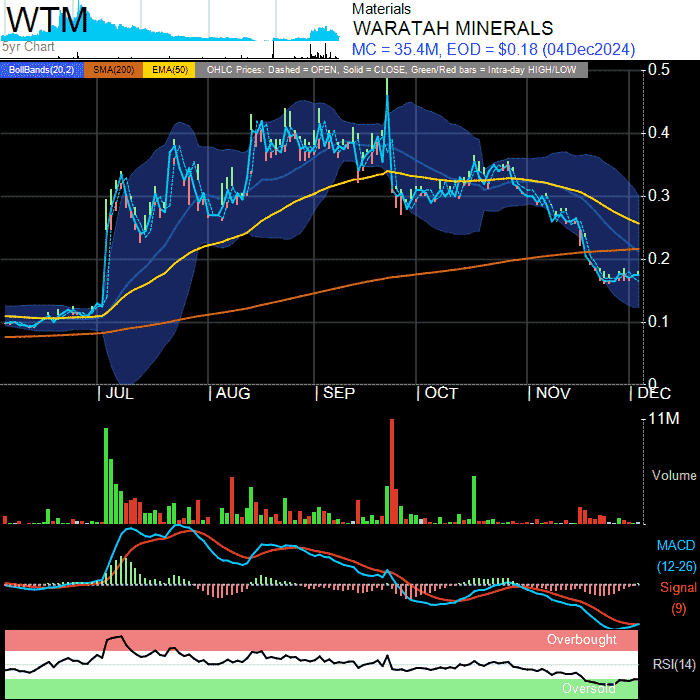 WTM
Materials
WARATAH MINERALS
MC = 35.4M, EOD = $0.18 (04Dec2024)
5yr Chart
BollBands(20,2) SMA(200) EMA(50) OHLC Prices: Dashed = OPEN, Solid = CLOSE, Green/Red bars = Intra-day HIGH/LOW
0.5
0.4
0.3
0.2
0.1
0
JUL AUG SEP OCT NOV DEC
11M
Volume
MACD
(12-26)
Signal
(9)
Overbought
RSI(14)
Oversold